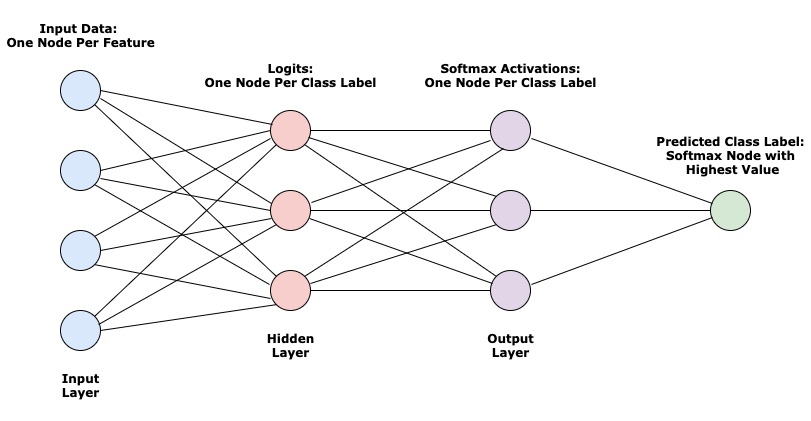 Input Data:
One Node Per Feature
Logits:
One Node Per Class Label
Softmax Activations:
One Node Per Class Label
Predicted Class Label:
Softmax Node with
Highest Value
Hidden
Layer
Output
Layer
Input
Layer